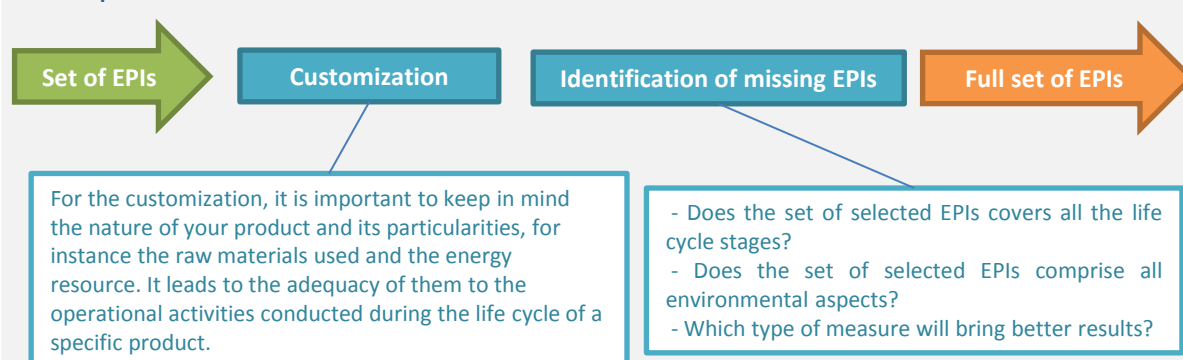 Set of EPIs
Customization
Identification of missing EPIs
Full set of EPIs
For the customization, it is important to keep in mind
the nature of your product and its particularities, for
instance the raw materials used and the energy
resource. It leads to the adequacy of them to the
operational activities conducted during the life cycle of a
specific product.
- Does the set of selected EPIs covers all the life
cycle stages?
- Does the set of selected EPIs comprise all
environmental aspects?
- Which type of measure will bring better results?